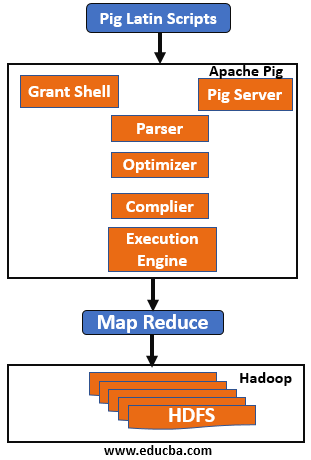 Pig Latin Scripts
Apache Pig
Grant Shell
Pig Server
Parser
Optimizer
Complier
Execution
Engine
Map Reduce
Hadoop
HDFS
www.educba.com